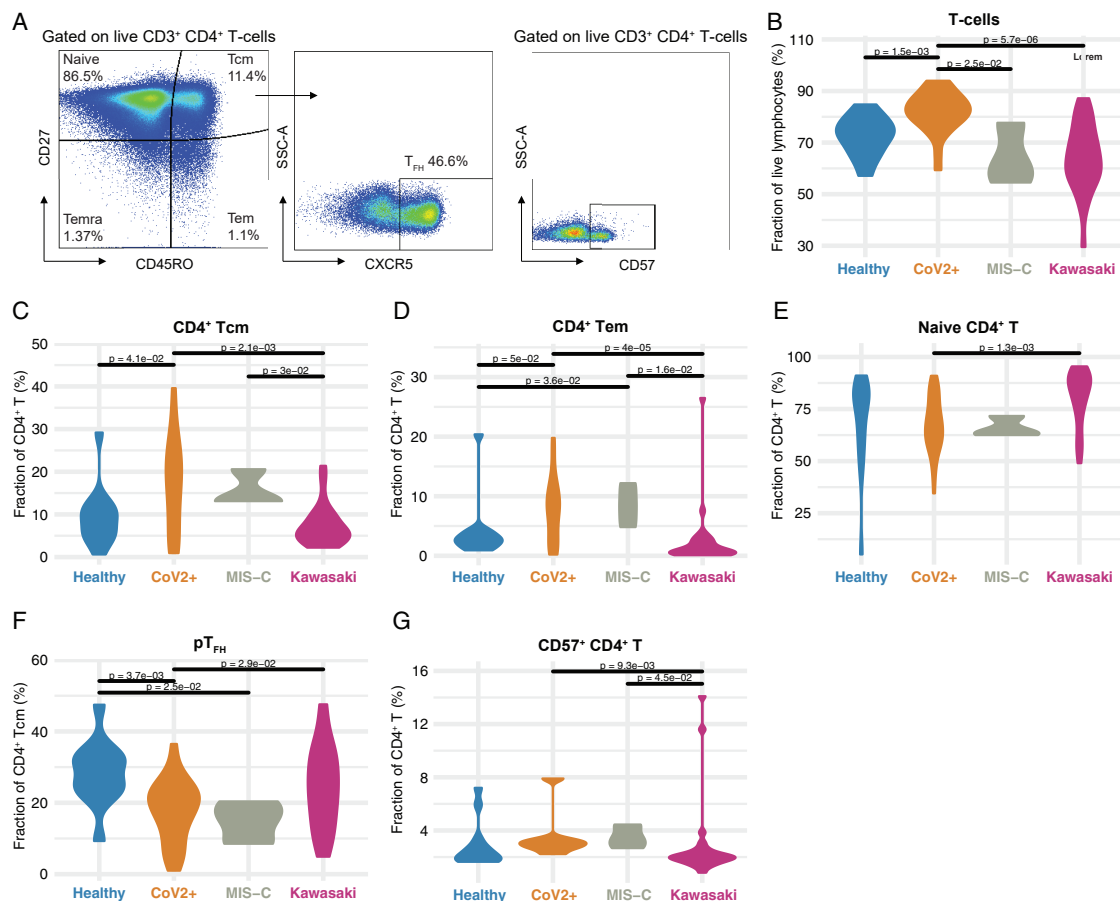 A
Gated on live CD3⁺ CD4⁺ T-cells
Naive
86.5%
Tcm
11.4%
CD27
Temra
1.37%
Tem
1.1%
CD45RO
SSC-A
T_FH 46.6%
CXCR5
Gated on live CD3⁺ CD4⁺ T-cells
SSC-A
CD57
B
T-cells
p = 5.7e−06
p = 1.5e−03
p = 2.5e−02
Lorem
Fraction of live lymphocytes (%)
110
90
70
50
30
Healthy CoV2+ MIS−C Kawasaki
C
CD4⁺ Tcm
p = 2.1e−03
p = 4.1e−02
p = 3e−02
Fraction of CD4⁺ T (%)
50
40
30
20
10
0
Healthy CoV2+ MIS−C Kawasaki
D
CD4⁺ Tem
p = 4e−05
p = 5e−02
p = 1.6e−02
p = 3.6e−02
Fraction of CD4⁺ T (%)
30
20
10
0
Healthy CoV2+ MIS−C Kawasaki
E
Naive CD4⁺ T
p = 1.3e−03
Fraction of CD4⁺ T (%)
100
75
50
25
Healthy CoV2+ MIS−C Kawasaki
F
pT_FH
p = 2.9e−02
p = 3.7e−03
p = 2.5e−02
Fraction of CD4⁺ Tcm (%)
60
40
30
20
10
0
Healthy CoV2+ MIS−C Kawasaki
G
CD57⁺ CD4⁺ T
p = 9.3e−03
p = 4.5e−02
Fraction of CD4⁺ T (%)
16
12
8
4
Healthy CoV2+ MIS−C Kawasaki